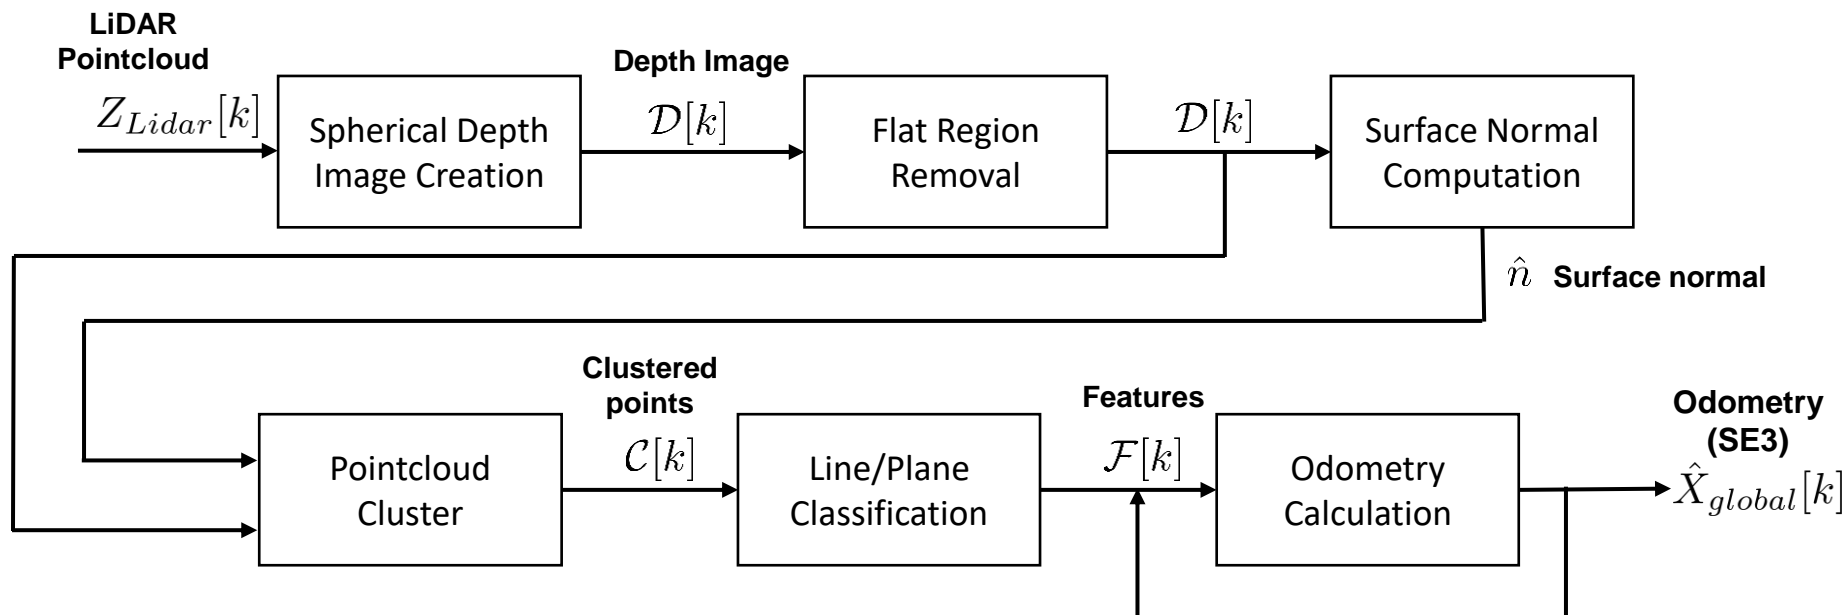 LiDAR
Pointcloud
Z_{Lidar}[k]
Spherical Depth
Image Creation
Depth Image
𝒟[k]
Flat Region
Removal
𝒟[k]
Surface Normal
Computation
n̂ Surface normal
Pointcloud
Cluster
Clustered
points
𝒞[k]
Line/Plane
Classification
Features
ℱ[k]
Odometry
Calculation
Odometry
(SE3)
X̂_{global}[k]